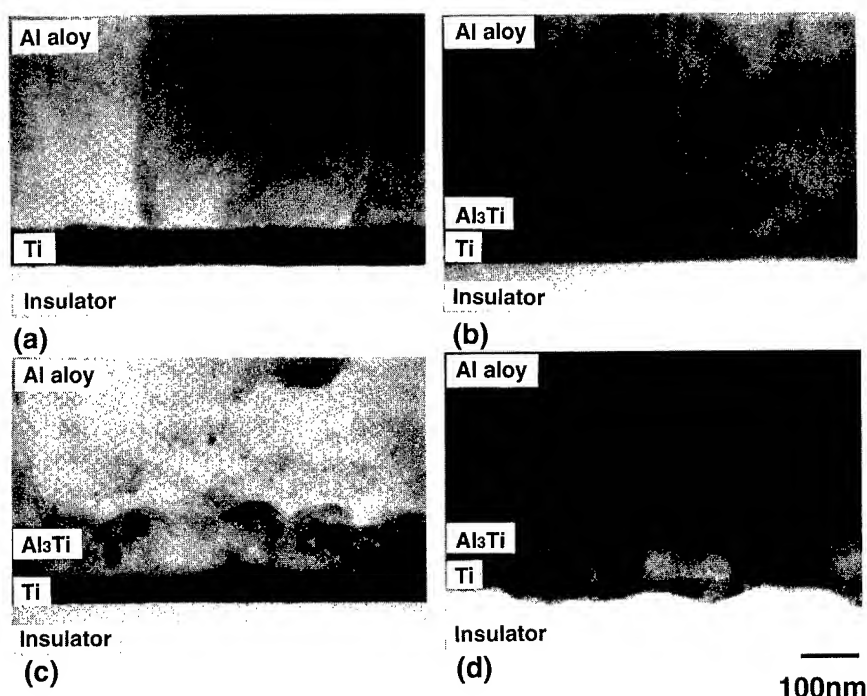 Al aloy
Ti
Insulator
(a)
Al aloy
Al₃Ti
Ti
Insulator
(b)
Al aloy
Al₃Ti
Ti
Insulator
(c)
Al aloy
Al₃Ti
Ti
Insulator
(d)
100nm